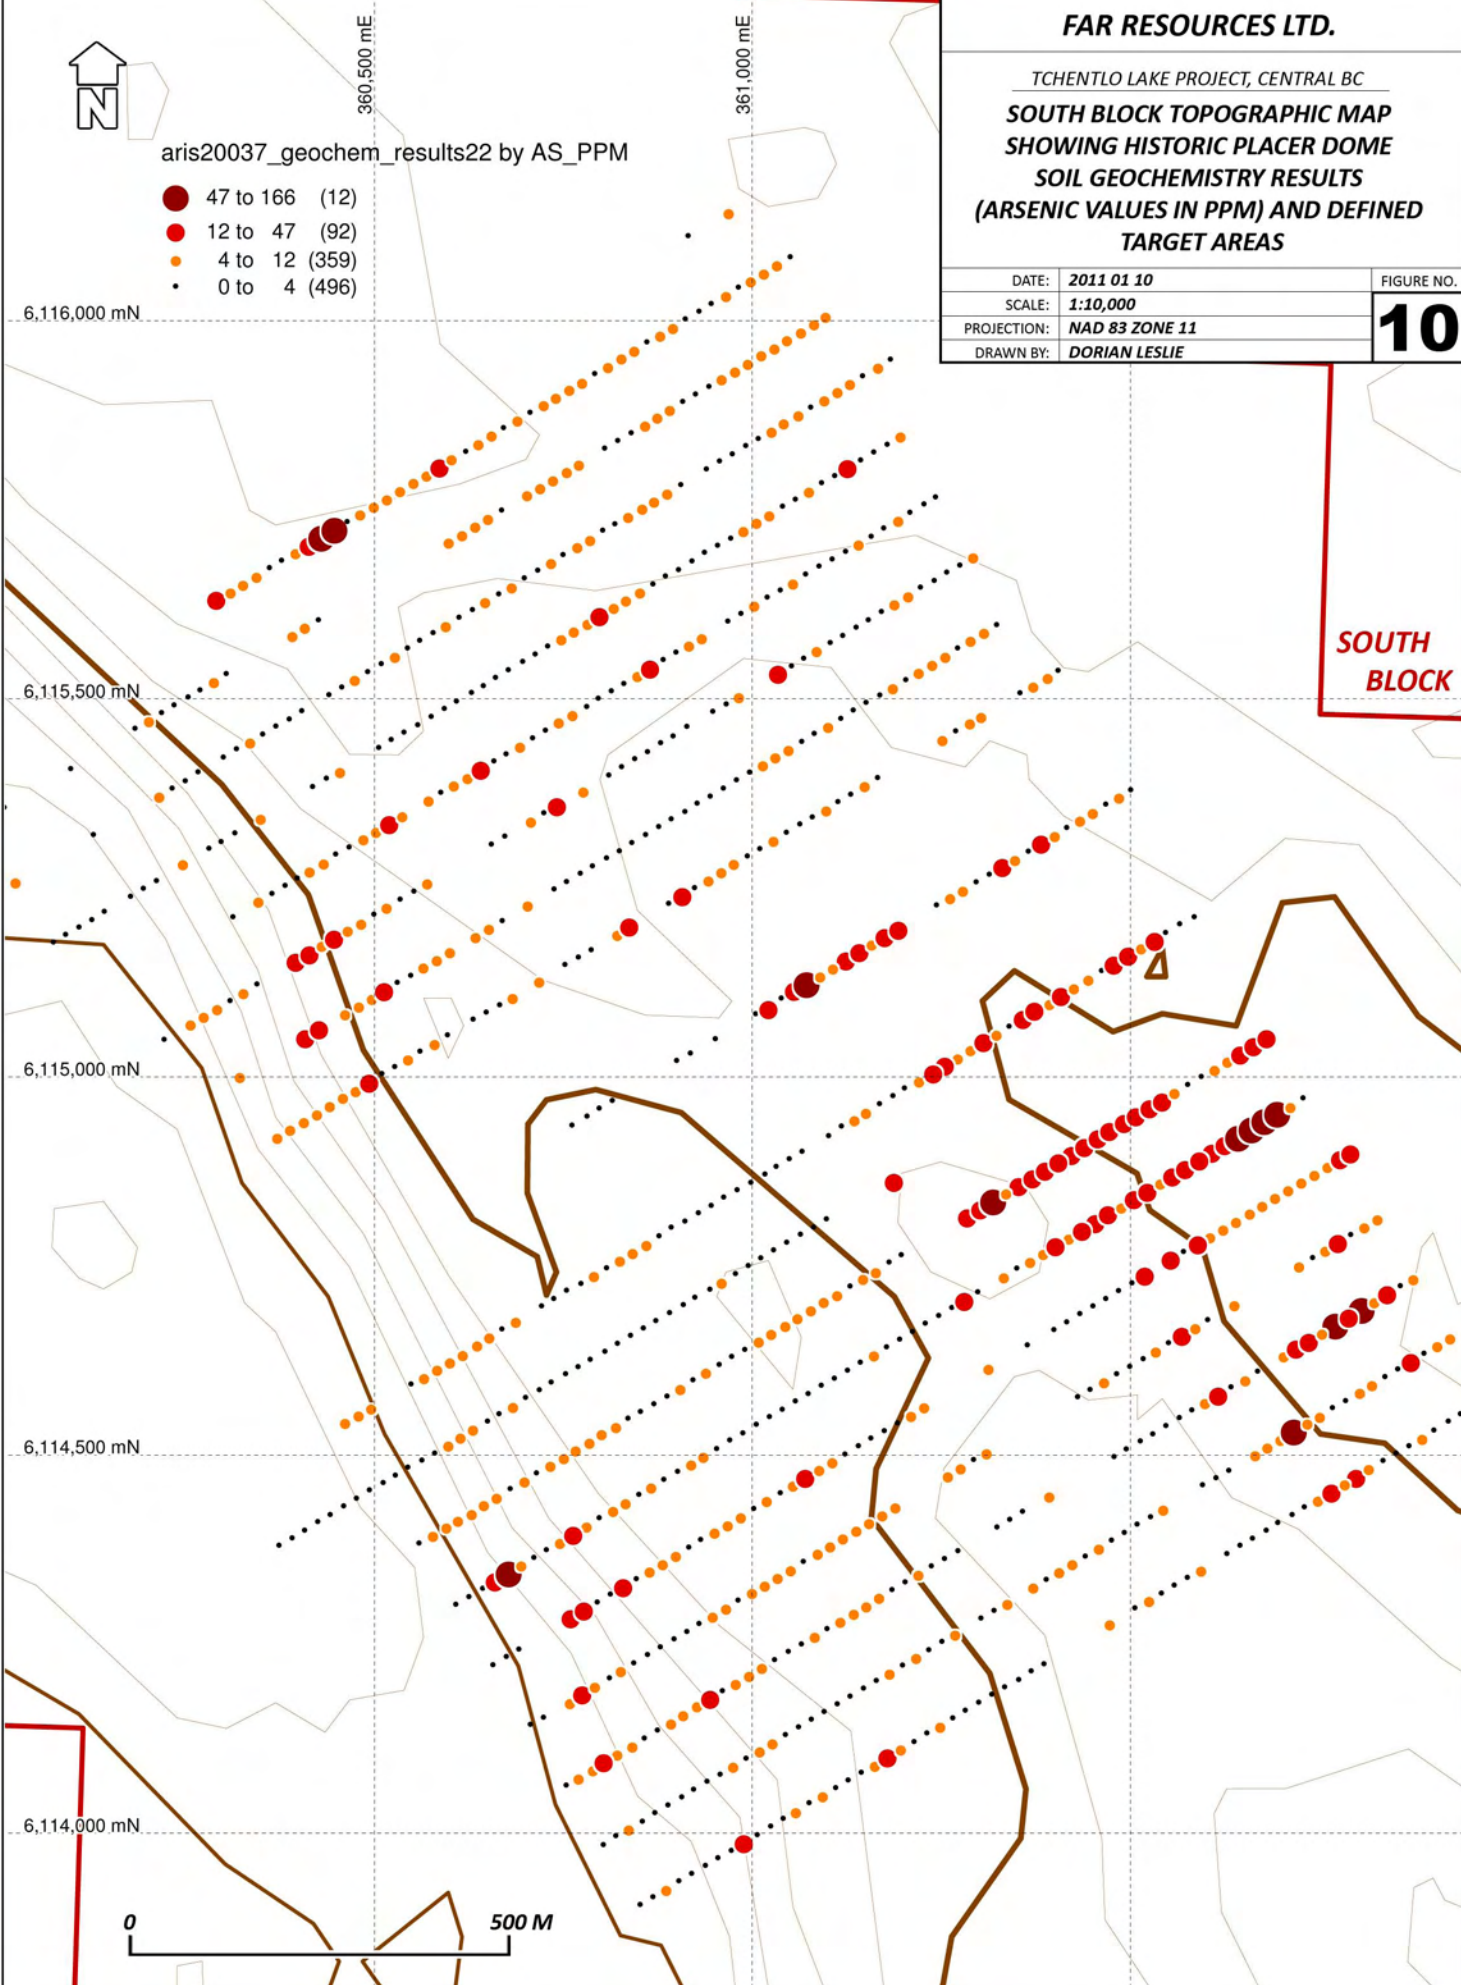 FAR RESOURCES LTD.
TCHENTLO LAKE PROJECT, CENTRAL BC
SOUTH BLOCK TOPOGRAPHIC MAP
SHOWING HISTORIC PLACER DOME
SOIL GEOCHEMISTRY RESULTS
(ARSENIC VALUES IN PPM) AND DEFINED
TARGET AREAS
DATE: 2011 01 10
SCALE: 1:10,000
PROJECTION: NAD 83 ZONE 11
DRAWN BY: DORIAN LESLIE
FIGURE NO.
10
360,500 mE
361,000 mE
N
aris20037_geochem_results22 by AS_PPM
47 to 166 (12)
12 to 47 (92)
4 to 12 (359)
0 to 4 (496)
6,116,000 mN
SOUTH
BLOCK
6,115,500 mN
6,115,000 mN
6,114,500 mN
6,114,000 mN
0 500 M